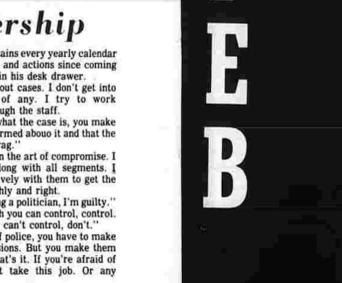 ership
ains every yearly calendar
and actions since coming
in his desk drawer.
out cases. I don't get into
of any. I try to work
ugh the staff.
what the case is, you make
rmed abouo it and that the
ag."
n the art of compromise. I
long with all segments. I
vely with them to get the
hly and right.
g a politician, I'm guilty."
h you can control, control.
can't control, don't."
f police, you have to make
sions. But you make them
at's it. If you're afraid of
t take this job. Or any
E
B